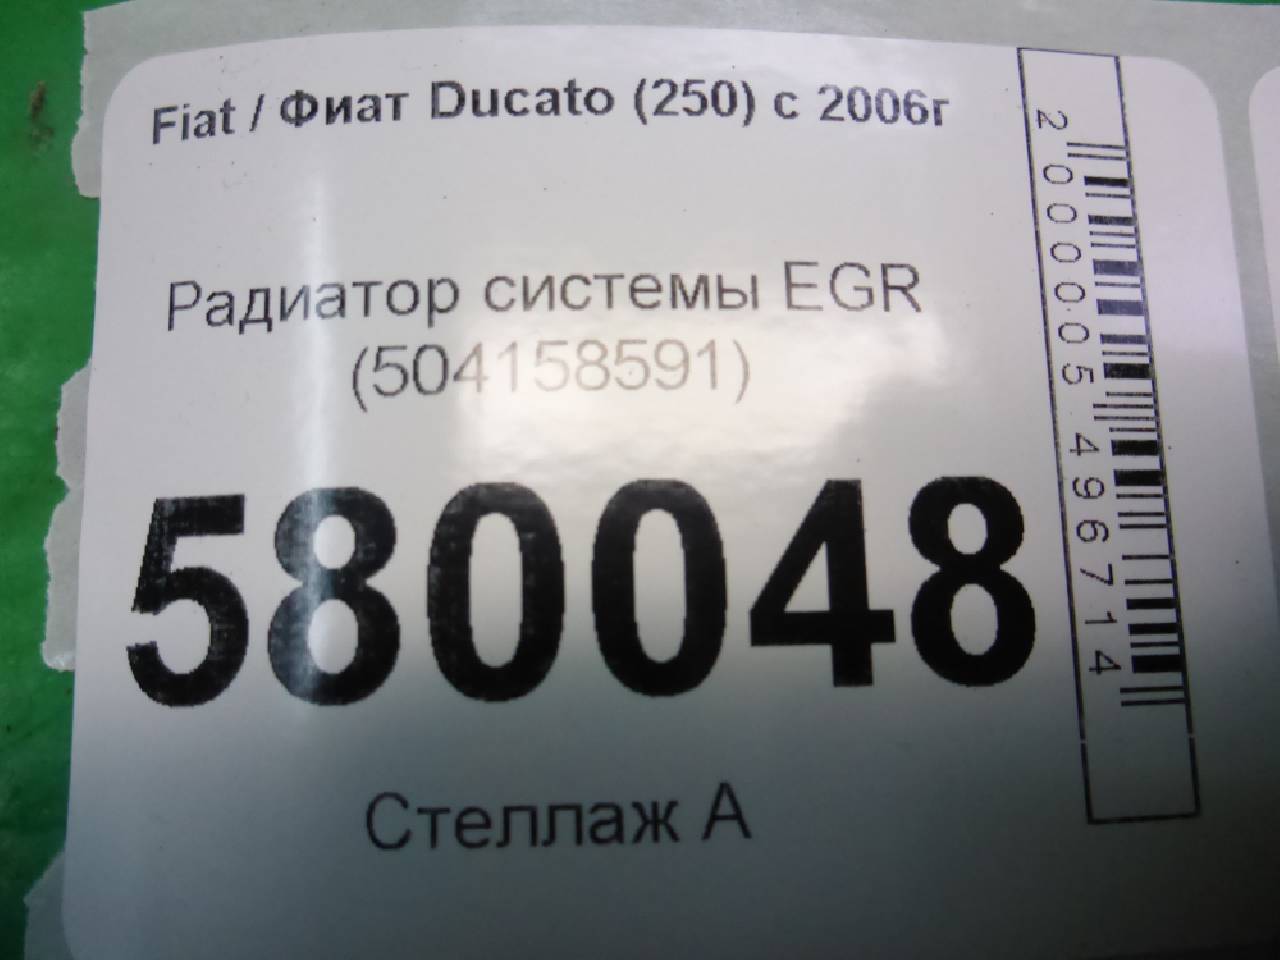 Fiat / Фиат Ducato (250) с 2006г
Радиатор системы EGR
(504158591)
580048
Стеллаж А
2000005496714